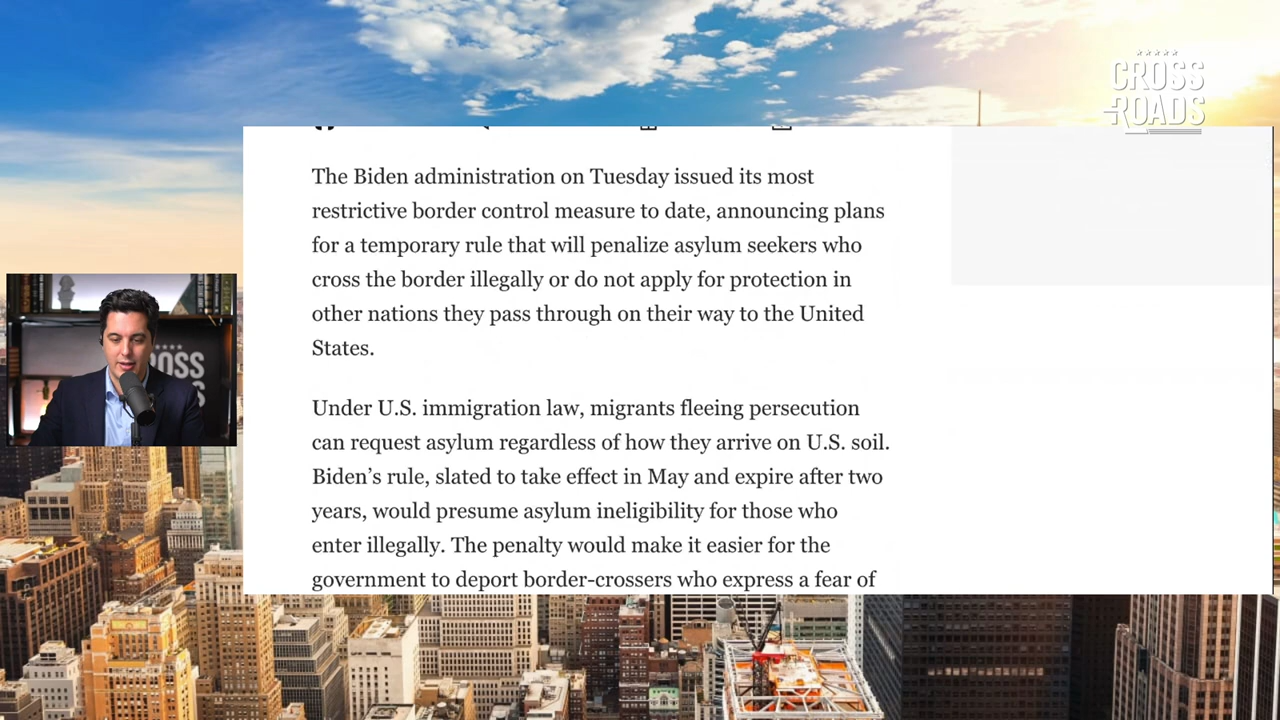 CROSS
ROADS
The Biden administration on Tuesday issued its most
restrictive border control measure to date, announcing plans
for a temporary rule that will penalize asylum seekers who
cross the border illegally or do not apply for protection in
other nations they pass through on their way to the United
States.
Under U.S. immigration law, migrants fleeing persecution
can request asylum regardless of how they arrive on U.S. soil.
Biden’s rule, slated to take effect in May and expire after two
years, would presume asylum ineligibility for those who
enter illegally. The penalty would make it easier for the
government to deport border-crossers who express a fear of